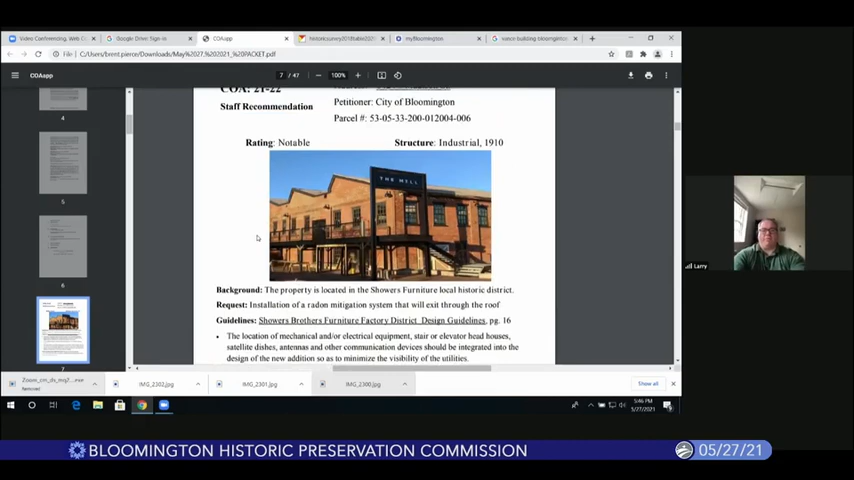 Video Conferencing, Web C
Google Drive: Sign-in
COAapp
myBloomington
File
C:/Users/brent.pierce/Downloads/May%2027,%202021_%20PACKET.pdf
COAapp
7 / 47
100%
4
5
6
7
COA: 21-22
Staff Recommendation
Petitioner: City of Bloomington
Parcel #: 53-05-33-200-012004-006
Rating: Notable
Structure: Industrial, 1910
THE MILL
Background: The property is located in the Showers Furniture local historic district.
Request: Installation of a radon mitigation system that will exit through the roof
Guidelines: Showers Brothers Furniture Factory District Design Guidelines, pg. 16
• The location of mechanical and/or electrical equipment, stair or elevator head houses,
satellite dishes, antennas and other communication devices should be integrated into the
design of the new addition so as to minimize the visibility of the utilities.
Removed
IMG_2302.jpg
IMG_2301.jpg
IMG_2300.jpg
Show all
5:46 PM
5/27/2021
Larry
BLOOMINGTON HISTORIC PRESERVATION COMMISSION
05/27/21